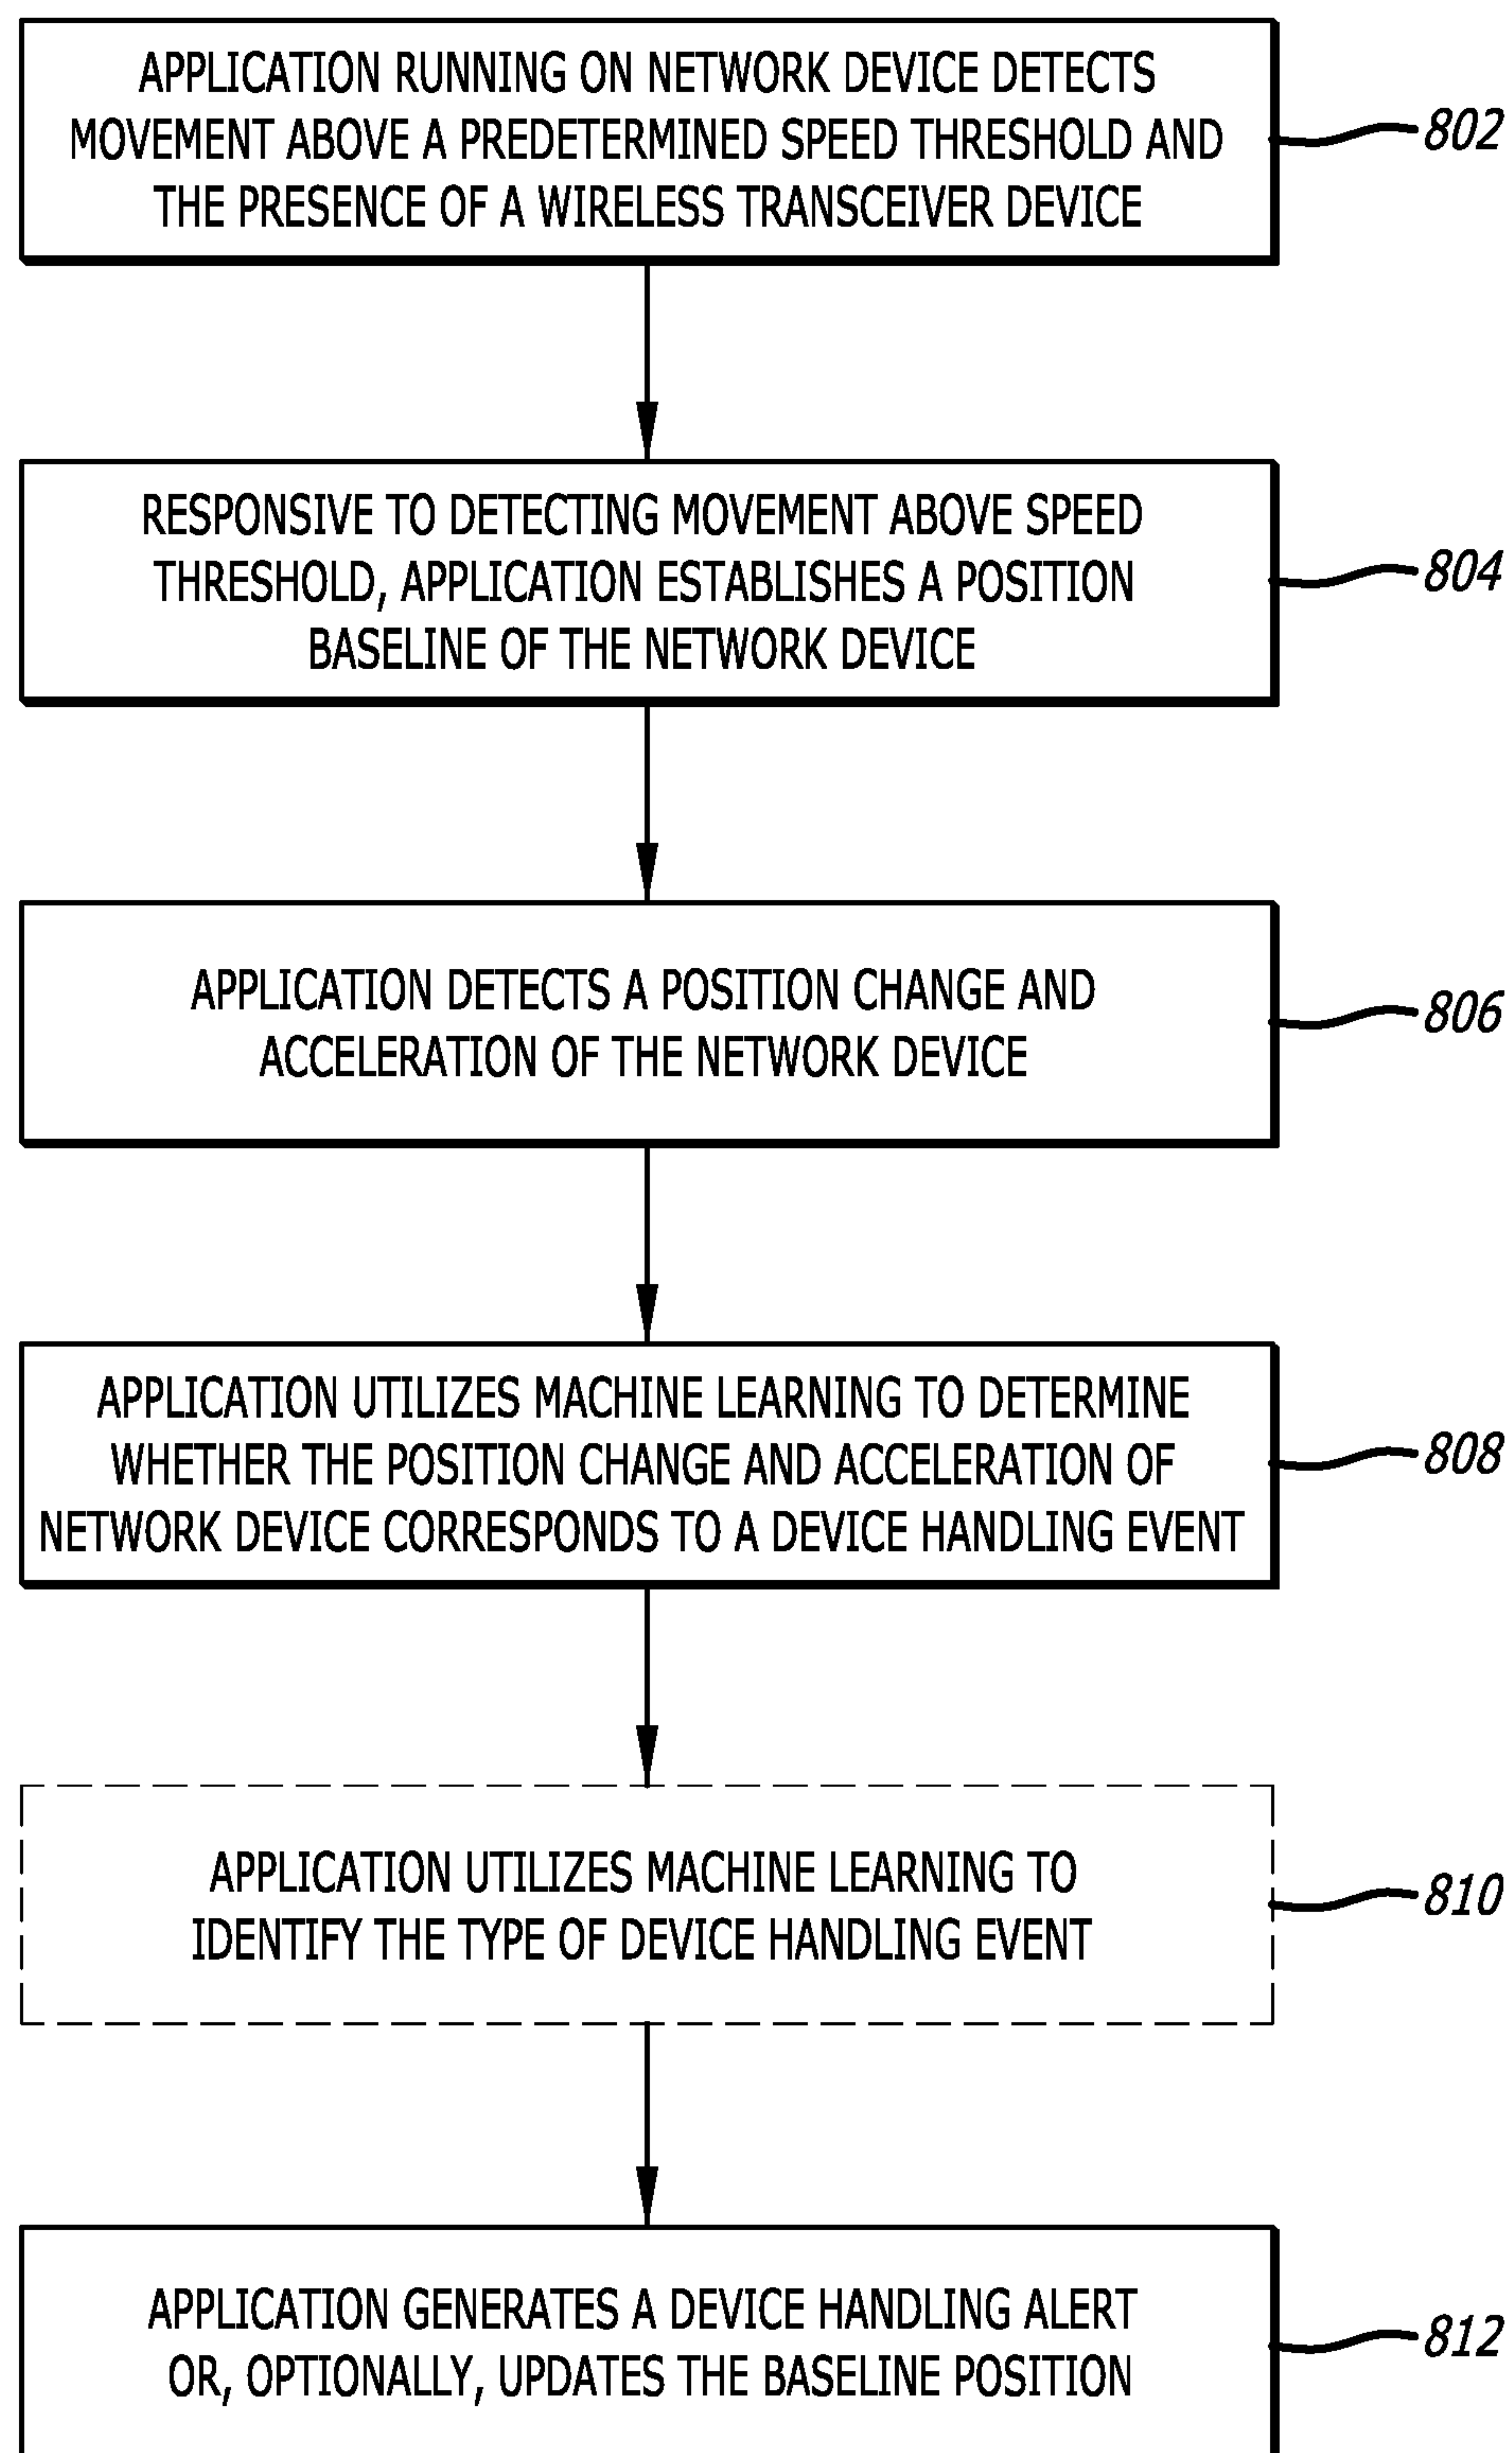 APPLICATION RUNNING ON NETWORK DEVICE DETECTS
MOVEMENT ABOVE A PREDETERMINED SPEED THRESHOLD AND
THE PRESENCE OF A WIRELESS TRANSCEIVER DEVICE
802
RESPONSIVE TO DETECTING MOVEMENT ABOVE SPEED
THRESHOLD, APPLICATION ESTABLISHES A POSITION
BASELINE OF THE NETWORK DEVICE
804
APPLICATION DETECTS A POSITION CHANGE AND
ACCELERATION OF THE NETWORK DEVICE
806
APPLICATION UTILIZES MACHINE LEARNING TO DETERMINE
WHETHER THE POSITION CHANGE AND ACCELERATION OF
NETWORK DEVICE CORRESPONDS TO A DEVICE HANDLING EVENT
808
APPLICATION UTILIZES MACHINE LEARNING TO
IDENTIFY THE TYPE OF DEVICE HANDLING EVENT
810
APPLICATION GENERATES A DEVICE HANDLING ALERT
OR, OPTIONALLY, UPDATES THE BASELINE POSITION
812